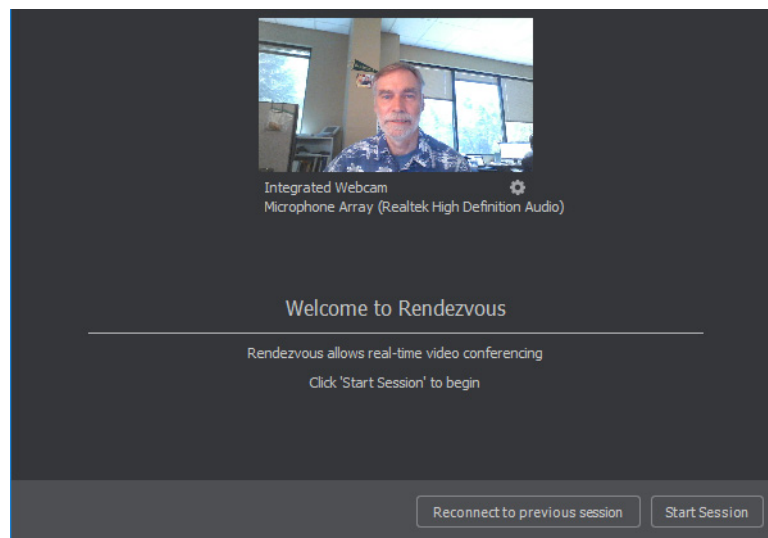 Integrated Webcam
Microphone Array (Realtek High Definition Audio)
Welcome to Rendezvous
Rendezvous allows real-time video conferencing
Click 'Start Session' to begin
Reconnect to previous session
Start Session